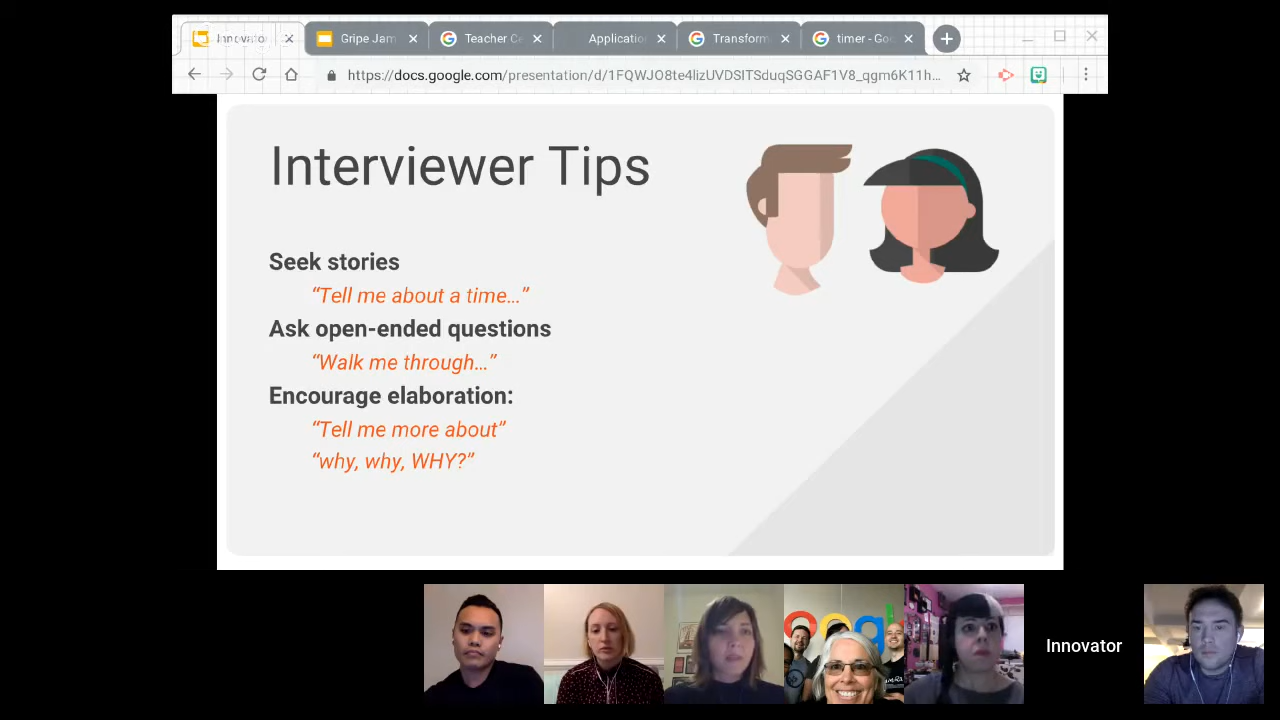 Innovator
Gripe Jam
Teacher Ce
Application
Transform
timer - Goo
https://docs.google.com/presentation/d/1FQWJO8te4lizUVDSITSduqSGGAF1V8_qgm6K11h...
Interviewer Tips
Seek stories
“Tell me about a time…”
Ask open-ended questions
“Walk me through…”
Encourage elaboration:
“Tell me more about”
“why, why, WHY?”
Innovator